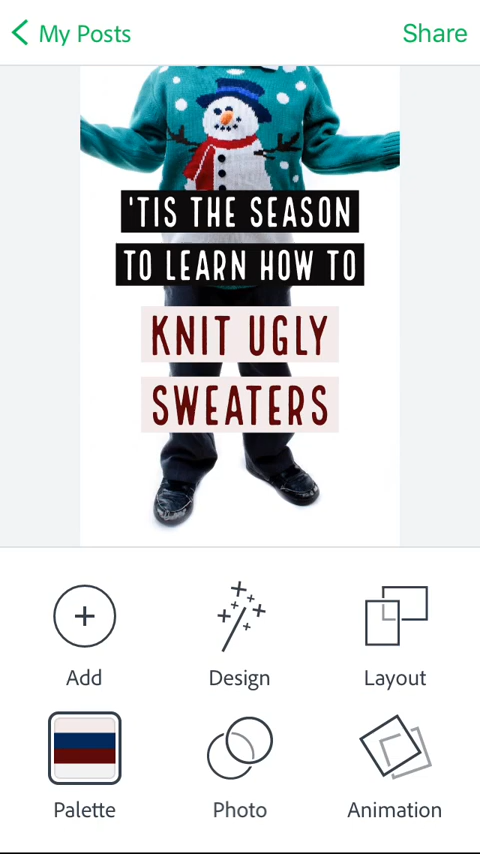 My Posts
Share
'TIS THE SEASON
TO LEARN HOW TO
KNIT UGLY
SWEATERS
Add
Design
Layout
Palette
Photo
Animation